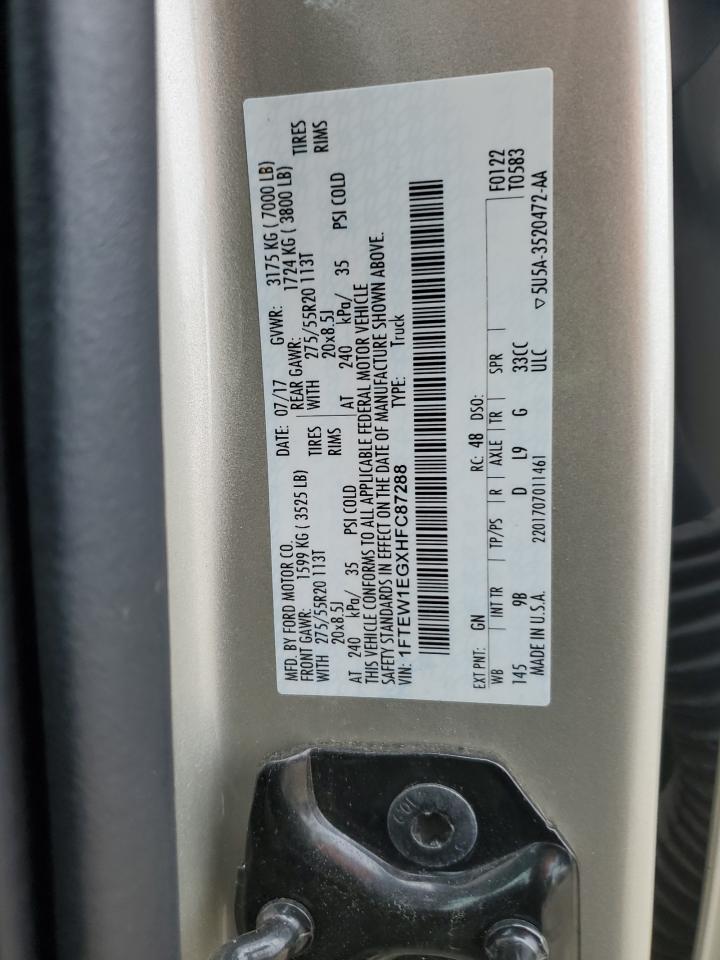 MFD. BY FORD MOTOR CO. DATE: 07/17 GVWR: 3175 KG ( 7000 LB)
FRONT GAWR: 1599 KG ( 3525 LB) REAR GAWR: 1724 KG ( 3800 LB)
WITH 275/55R20 113T TIRES WITH 275/55R20 113T TIRES
20x8.5J RIMS 20x8.5J RIMS
AT 240 kPa/ 35 PSI COLD AT 240 kPa/ 35 PSI COLD
THIS VEHICLE CONFORMS TO ALL APPLICABLE FEDERAL MOTOR VEHICLE
SAFETY STANDARDS IN EFFECT ON THE DATE OF MANUFACTURE SHOWN ABOVE.
VIN: 1FTEW1EGXHFC87288 TYPE: Truck
EXT PNT: GN RC: 48 DSO: F0122
WB INT TR TP/PS R AXLE TR SPR T0583
145 9B D L9 G 33CC
MADE IN U.S.A. 2201707011461 ULC ▽ 5U5A-3520472-AA